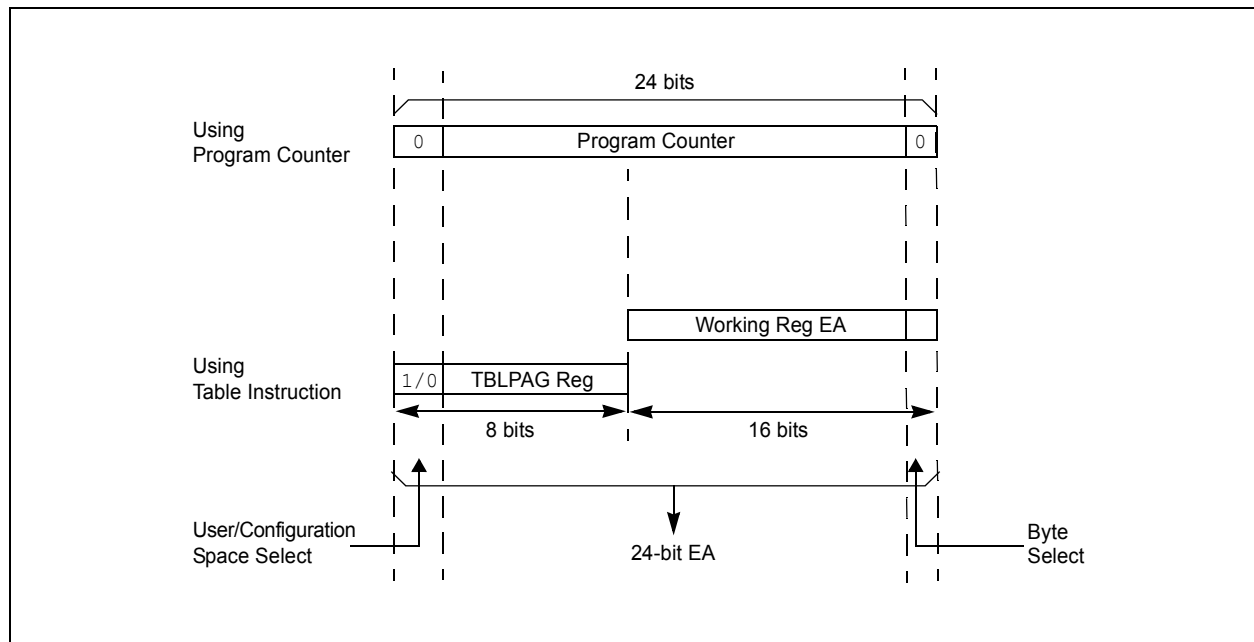 24 bits
Using
Program Counter
0
Program Counter
0
Working Reg EA
Using
Table Instruction
1/0
TBLPAG Reg
8 bits
16 bits
User/Configuration
Space Select
24-bit EA
Byte
Select